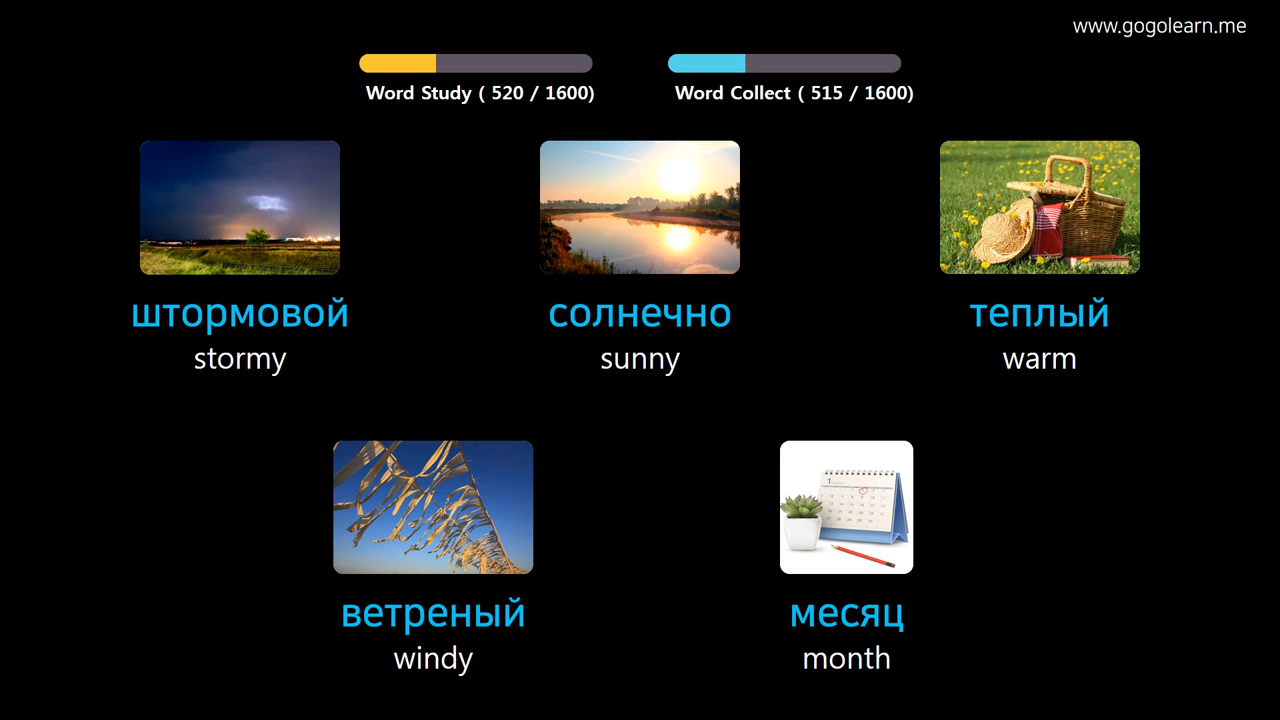 www.gogolearn.me
Word Study ( 520 / 1600)
Word Collect ( 515 / 1600)
штормовой
stormy
солнечно
sunny
теплый
warm
ветреный
windy
месяц
month